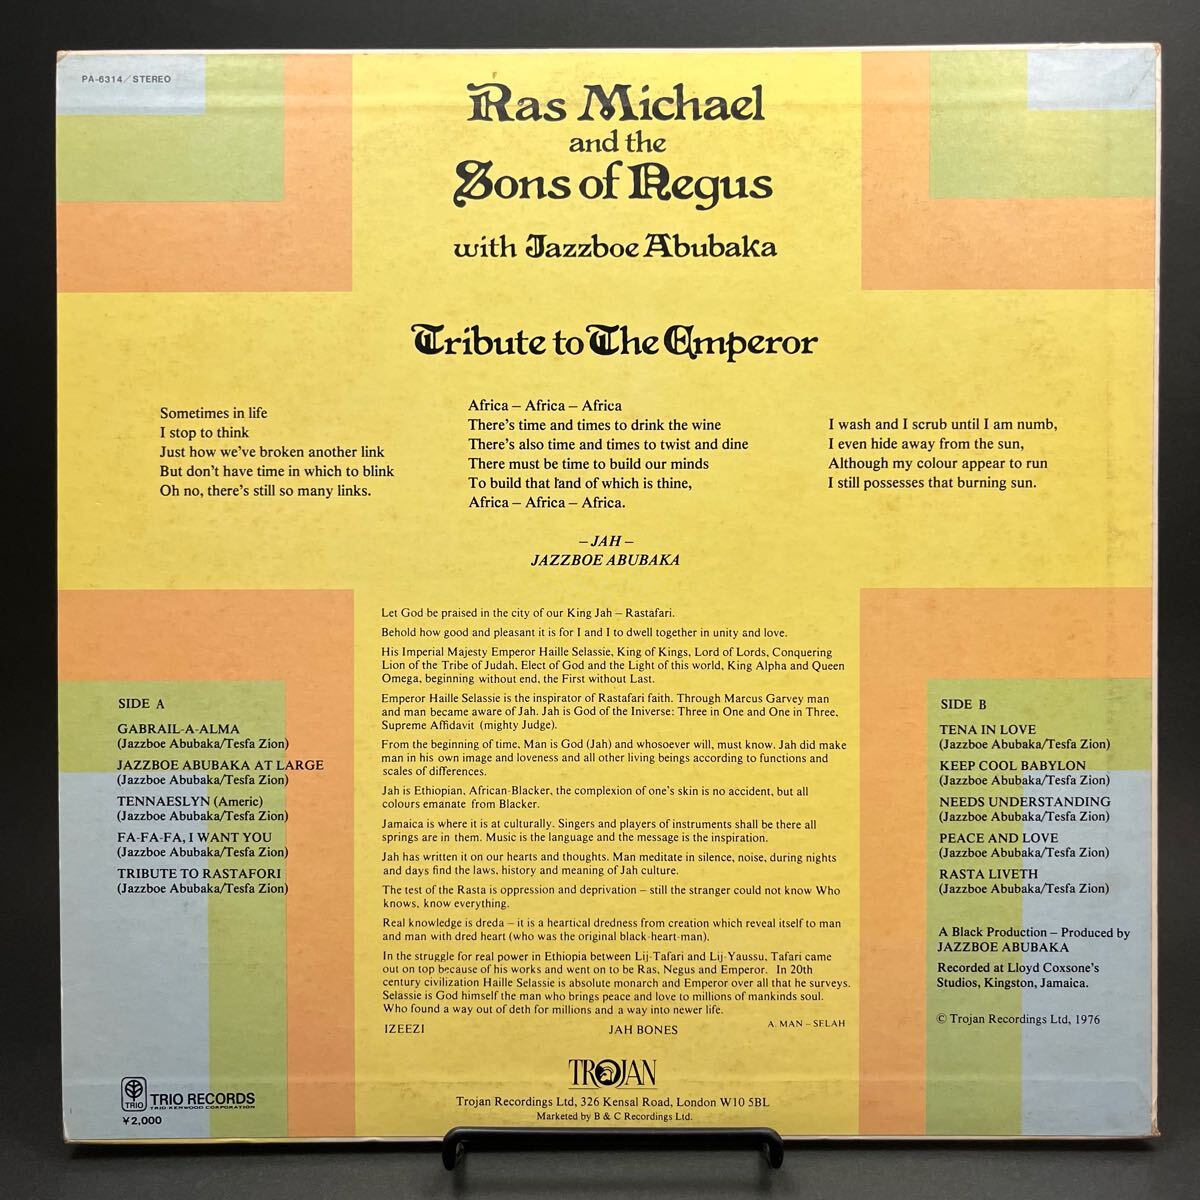 PA-6314/STEREO
Ras Michael
and the
Sons of Negus
with Jazzboe Abubaka
Tribute to The Emperor
Sometimes in life
I stop to think
Just how we've broken another link
But don't have time in which to blink
Oh no, there's still so many links.
Africa – Africa – Africa
There's time and times to drink the wine
There's also time and times to twist and dine
There must be time to build our minds
To build that land of which is thine,
Africa – Africa – Africa.
I wash and I scrub until I am numb,
I even hide away from the sun,
Although my colour appear to run
I still possesses that burning sun.
– JAH –
JAZZBOE ABUBAKA
Let God be praised in the city of our King Jah – Rastafari.
Behold how good and pleasant it is for I and I to dwell together in unity and love.
His Imperial Majesty Emperor Haille Selassie, King of Kings, Lord of Lords, Conquering
Lion of the Tribe of Judah, Elect of God and the Light of this world, King Alpha and Queen
Omega, beginning without end, the First without Last.
Emperor Haille Selassie is the inspirator of Rastafari faith. Through Marcus Garvey man
and man became aware of Jah. Jah is God of the Iniverse: Three in One and One in Three,
Supreme Affidavit (mighty Judge).
From the beginning of time, Man is God (Jah) and whosoever will, must know. Jah did make
man in his own image and loveness and all other living beings according to functions and
scales of differences.
Jah is Ethiopian, African-Blacker, the complexion of one's skin is no accident, but all
colours emanate from Blacker.
Jamaica is where it is at culturally. Singers and players of instruments shall be there all
springs are in them. Music is the language and the message is the inspiration.
Jah has written it on our hearts and thoughts. Man meditate in silence, noise, during nights
and days find the laws, history and meaning of Jah culture.
The test of the Rasta is oppression and deprivation – still the stranger could not know Who
knows, know everything.
Real knowledge is dreda – it is a heartical dredness from creation which reveal itself to man
and man with dred heart (who was the original black-heart-man).
In the struggle for real power in Ethiopia between Lij-Tafari and Lij-Yaussu, Tafari came
out on top because of his works and went on to be Ras, Negus and Emperor. In 20th
century civilization Haille Selassie is absolute monarch and Emperor over all that he surveys.
Selassie is God himself the man who brings peace and love to millions of mankinds soul.
Who found a way out of deth for millions and a way into newer life.
IZEEZI JAH BONES A. MAN – SELAH
SIDE A
GABRAIL-A-ALMA
(Jazzboe Abubaka/Tesfa Zion)
JAZZBOE ABUBAKA AT LARGE
(Jazzboe Abubaka/Tesfa Zion)
TENNAESLYN (Americ)
(Jazzboe Abubaka/Tesfa Zion)
FA-FA-FA, I WANT YOU
(Jazzboe Abubaka/Tesfa Zion)
TRIBUTE TO RASTAFORI
(Jazzboe Abubaka/Tesfa Zion)
SIDE B
TENA IN LOVE
(Jazzboe Abubaka/Tesfa Zion)
KEEP COOL BABYLON
(Jazzboe Abubaka/Tesfa Zion)
NEEDS UNDERSTANDING
(Jazzboe Abubaka/Tesfa Zion)
PEACE AND LOVE
(Jazzboe Abubaka/Tesfa Zion)
RASTA LIVETH
(Jazzboe Abubaka/Tesfa Zion)
A Black Production – Produced by
JAZZBOE ABUBAKA
Recorded at Lloyd Coxsone's
Studios, Kingston, Jamaica.
© Trojan Recordings Ltd, 1976
TRIO
TRIO RECORDS
TRIO KENWOOD CORPORATION
¥2,000
TROJAN
Trojan Recordings Ltd, 326 Kensal Road, London W10 5BL
Marketed by B & C Recordings Ltd.